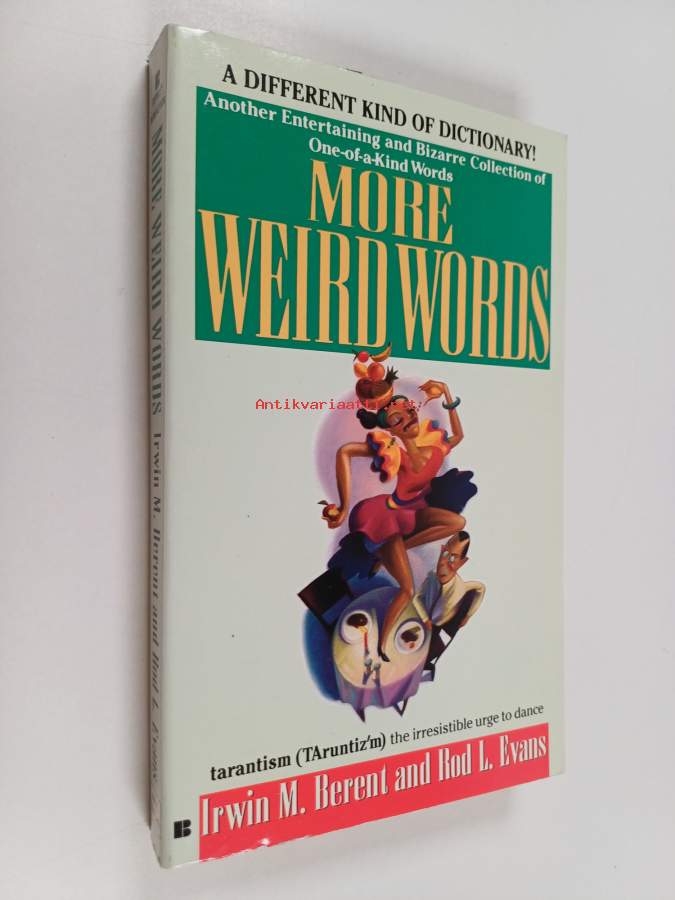 A DIFFERENT KIND OF DICTIONARY!
Another Entertaining and Bizarre Collection of
One-of-a-Kind Words
MORE
WEIRD WORDS
Antikvariaatti.net
tarantism (TAruntiz'm) the irresistible urge to dance
Irwin M. Berent and Rod L. Evans
B
MORE WEIRD WORDS Irwin M. Berent and Rod L. Evans